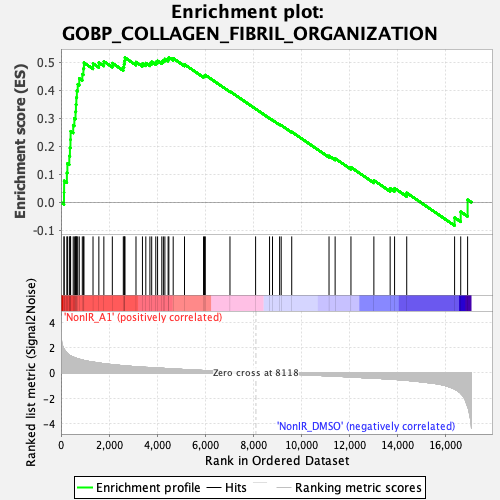 Enrichment plot:
GOBP_COLLAGEN_FIBRIL_ORGANIZATION
Enrichment score (ES)
0.5
0.4
0.3
0.2
0.1
0.0
-0.1
'NonIR_A1' (positively correlated)
Ranked list metric (Signal2Noise)
4
2
0
-2
-4
Zero cross at 8118
'NonIR_DMSO' (negatively correlated)
0 2,000 4,000 6,000 8,000 10,000 12,000 14,000 16,000
Rank in Ordered Dataset
Enrichment profile Hits Ranking metric scores